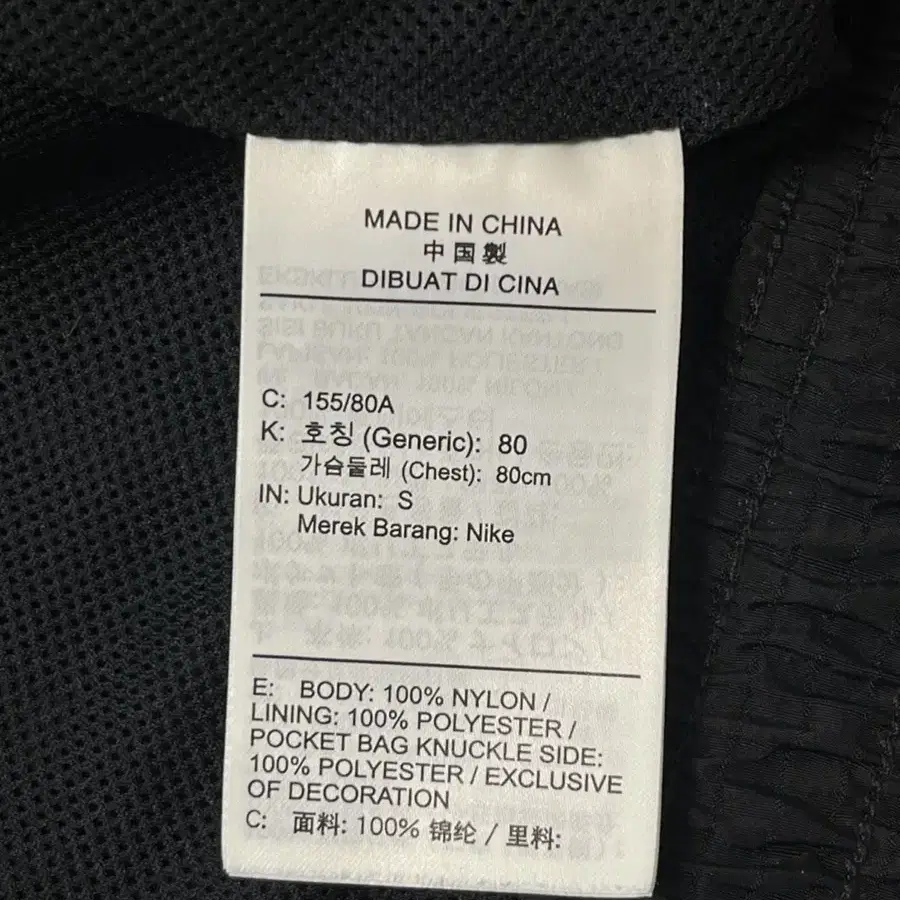 MADE IN CHINA
中国製
DIBUAT DI CINA
C: 155/80A
K: 호칭 (Generic): 80
가슴둘레 (Chest): 80cm
IN: Ukuran: S
Merek Barang: Nike
E: BODY: 100% NYLON /
LINING: 100% POLYESTER /
POCKET BAG KNUCKLE SIDE:
100% POLYESTER / EXCLUSIVE
OF DECORATION
C: 面料: 100% 锦纶 / 里料: